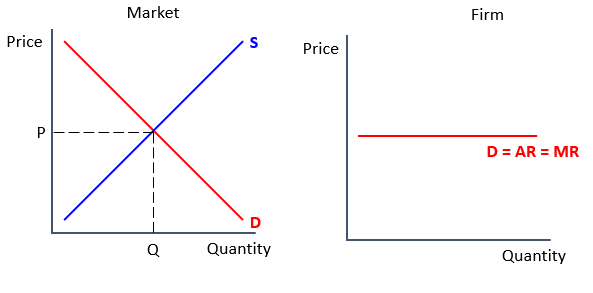 Market
Price
S
P
D
Q
Quantity
Firm
Price
D = AR = MR
Quantity